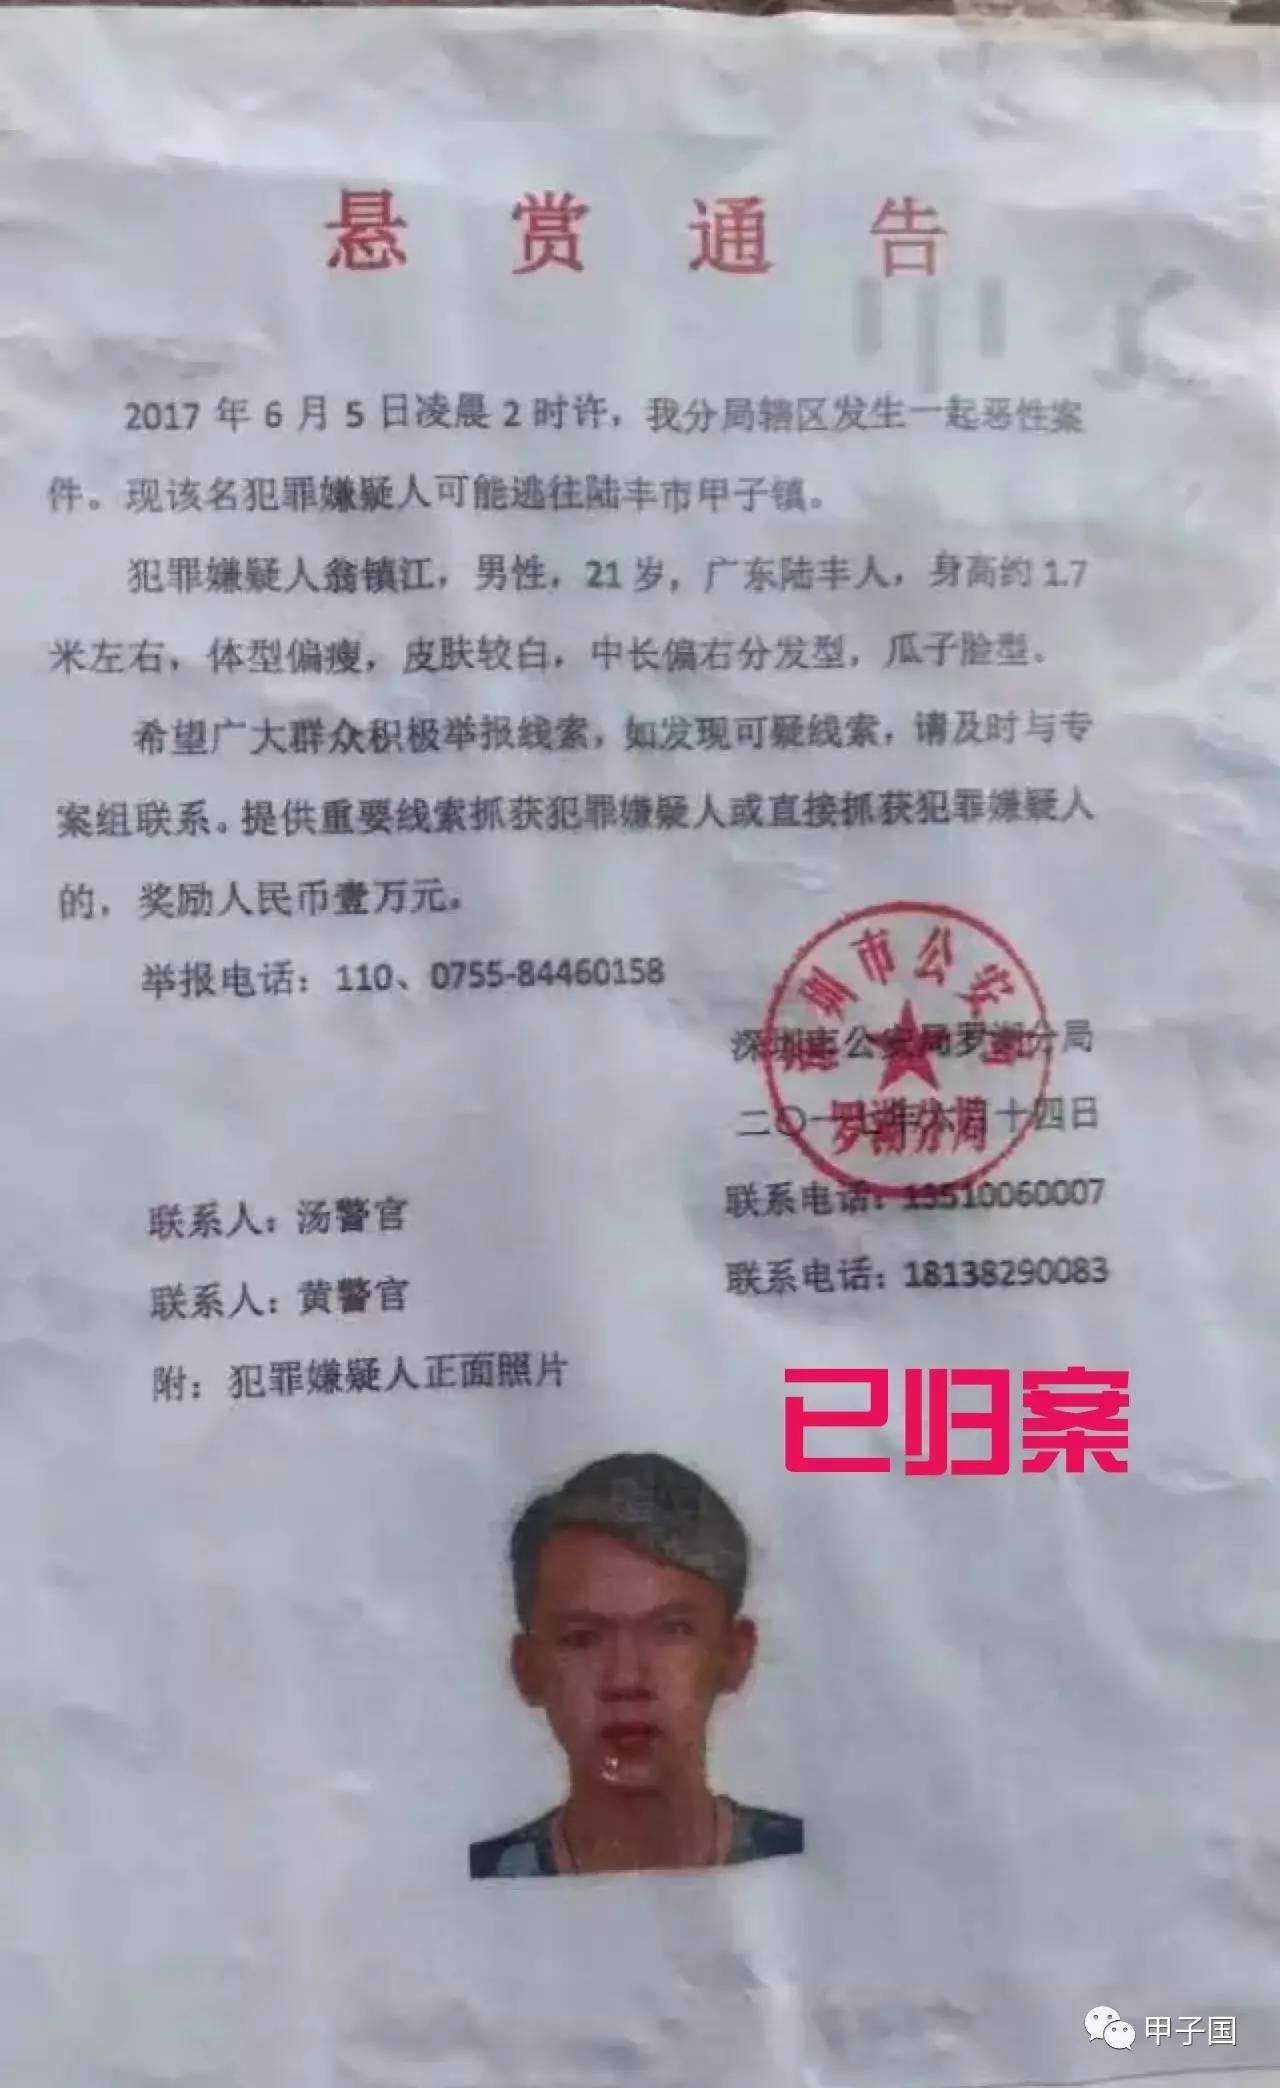 悬赏通告
2017年6月5日凌晨2时许，我分局辖区发生一起恶性案
件。现该名犯罪嫌疑人可能逃往陆丰市甲子镇。
犯罪嫌疑人翁镇江，男性，21岁，广东陆丰人，身高约1.7
米左右，体型偏瘦，皮肤较白，中长偏右分发型，瓜子脸型。
希望广大群众积极举报线索，如发现可疑线索，请及时与专
案组联系。提供重要线索抓获犯罪嫌疑人或直接抓获犯罪嫌疑人
的，奖励人民币壹万元。
举报电话：110、0755-84460158
深圳市公安局罗湖分局
二〇一七年六月十四日
深圳市公安局
罗湖分局
联系人：汤警官 联系电话：13510060007
联系人：黄警官 联系电话：18138290083
附：犯罪嫌疑人正面照片
已归案
甲子国